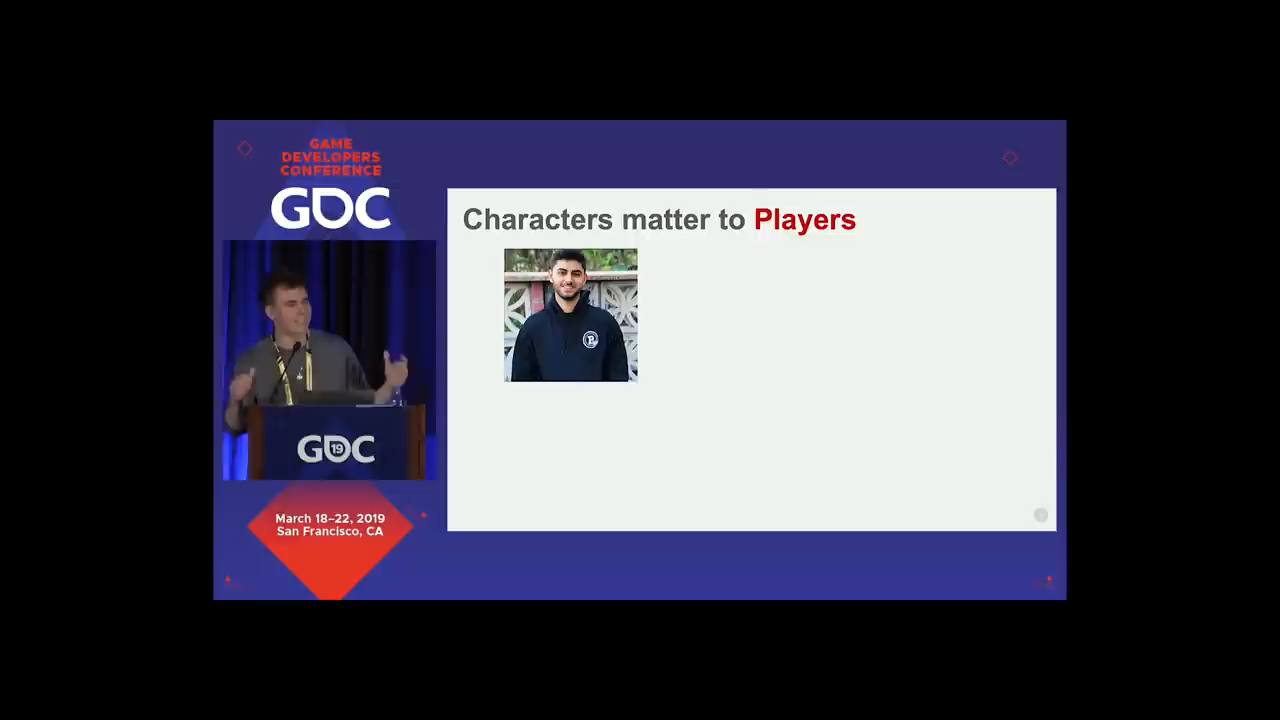 GAME
DEVELOPERS
CONFERENCE
GDC
Characters matter to Players
GDC
19
March 18–22, 2019
San Francisco, CA